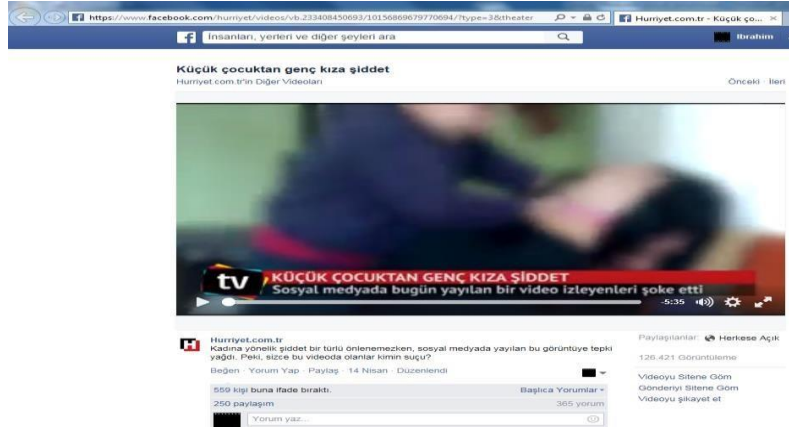 https://www.facebook.com/hurriyet/videos/vb.233408450693/10156869679770694/?type=3&theater
Hurriyet.com.tr - Küçük ço...
İnsanları, yerleri ve diğer şeyleri ara
Ibrahim
Küçük çocuktan genç kıza şiddet
Hurriyet.com.tr'in Diğer Videoları
Önceki · İleri
tv
KÜÇÜK ÇOCUKTAN GENÇ KIZA ŞİDDET
Sosyal medyada bugün yayılan bir video izleyenleri şoke etti
-5:35
Hurriyet.com.tr
Kadına yönelik şiddet bir türlü önlenemezken, sosyal medyada yayılan bu görüntüye tepki
yağdı. Peki, sizce bu videoda olanlar kimin suçu?
Beğen · Yorum Yap · Paylaş · 14 Nisan · Düzenlendi
559 kişi buna ifade bıraktı.
Başlıca Yorumlar
250 paylaşım
365 yorum
Yorum yaz...
Paylaşılanlar: Herkese Açık
126.421 Görüntüleme
Videoyu Sitene Göm
Gönderiyi Sitene Göm
Videoyu şikayet et